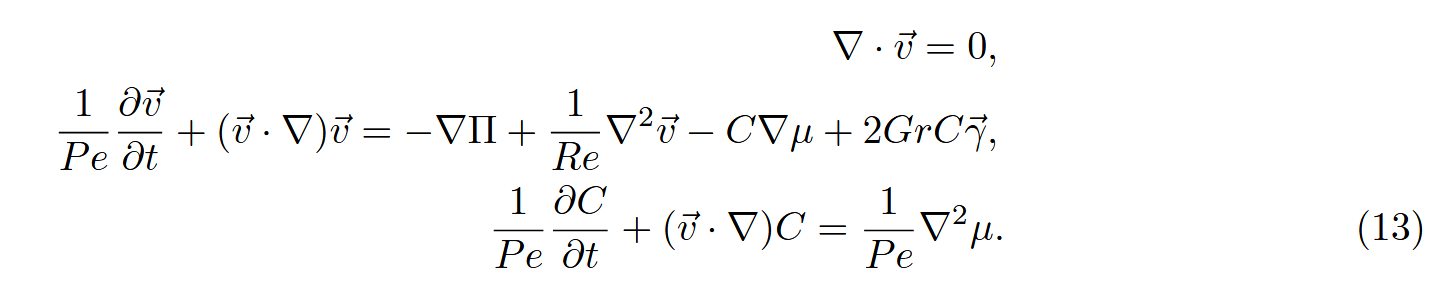 ∇ · v⃗ = 0,
1/Pe ∂v⃗/∂t + (v⃗ · ∇)v⃗ = −∇Π + 1/Re ∇²v⃗ − C∇μ + 2GrCγ⃗,
1/Pe ∂C/∂t + (v⃗ · ∇)C = 1/Pe ∇²μ. (13)